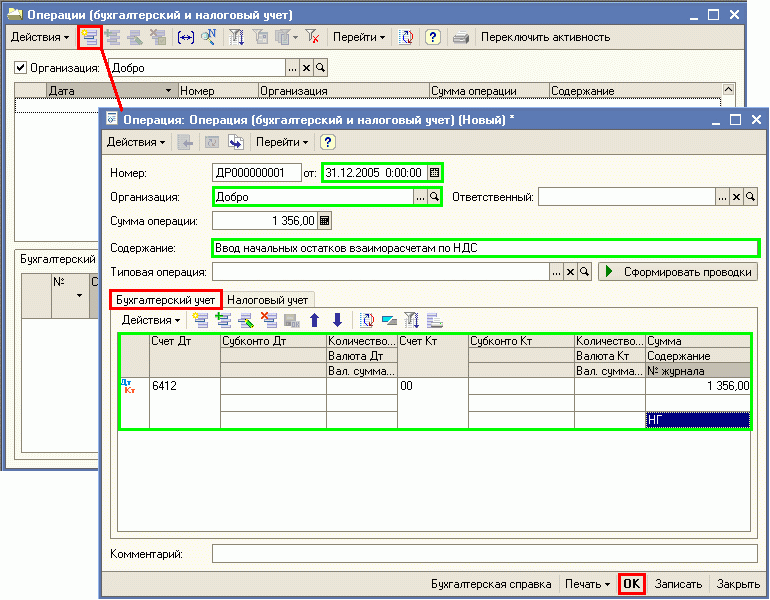 Операции (бухгалтерский и налоговый учет)
Действия Перейти Переключить активность
Организация: Добро
Дата Номер Организация Сумма операции Содержание
Операция: Операция (бухгалтерский и налоговый учет) (Новый) *
Действия Перейти
Номер: ДР000000001 от: 31.12.2005 0:00:00
Организация: Добро Ответственный:
Сумма операции: 1 356,00
Содержание: Ввод начальных остатков взаиморасчетам по НДС
Типовая операция: Сформировать проводки
Бухгалтерский
№
С
Бухгалтерский учет Налоговый учет
Действия
Счет Дт Субконто Дт Количество... Счет Кт Субконто Кт Количество... Сумма
Валюта Дт Валюта Кт Содержание
Вал. сумма... Вал. сумма... № журнала
Дт Кт 6412 00 1 356,00
НГ
Комментарий:
Бухгалтерская справка Печать OK Записать Закрыть